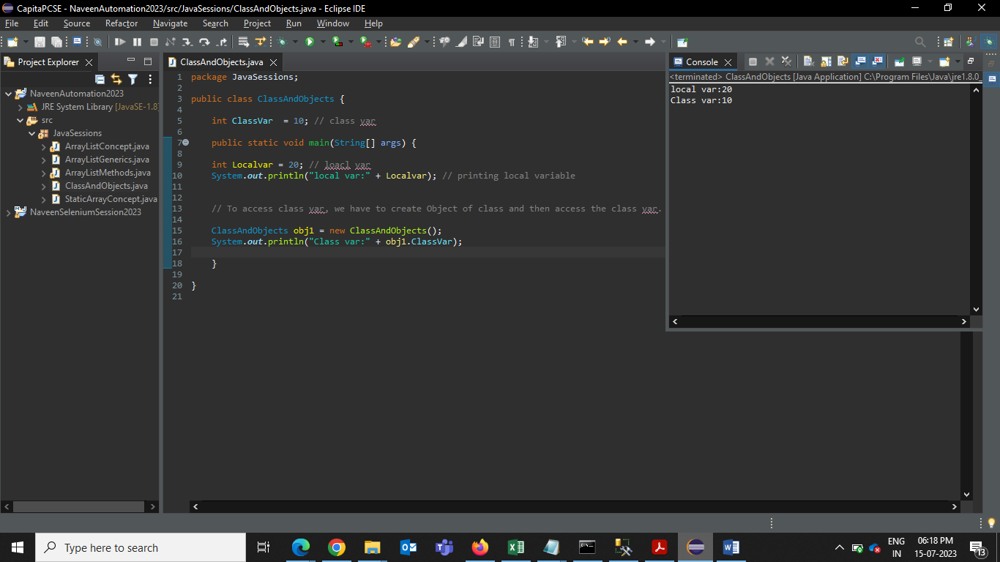 CapitaPCSE - NaveenAutomation2023/src/JavaSessions/ClassAndObjects.java - Eclipse IDE
File Edit Source Refactor Navigate Search Project Run Window Help
Project Explorer
NaveenAutomation2023
JRE System Library [JavaSE-1.8]
src
JavaSessions
ArrayListConcept.java
ArrayListGenerics.java
ArrayListMethods.java
ClassAndObjects.java
StaticArrayConcept.java
NaveenSeleniumSession2023
ClassAndObjects.java
1 package JavaSessions;
2
3 public class ClassAndObjects {
4
5 int ClassVar  = 10; // class var
6
7 public static void main(String[] args) {
8
9 int Localvar = 20; // loacl var
10 System.out.println("local var:" + Localvar); // printing local variable
11
12
13 // To access class var, we have to create Object of class and then access the class var.
14
15 ClassAndObjects obj1 = new ClassAndObjects();
16 System.out.println("Class var:" + obj1.ClassVar);
17
18 }
19
20 }
21
Console
<terminated> ClassAndObjects [Java Application] C:\Program Files\Java\jre1.8.0_
local var:20
Class var:10
Type here to search
ENG
IN
06:18 PM
15-07-2023
13